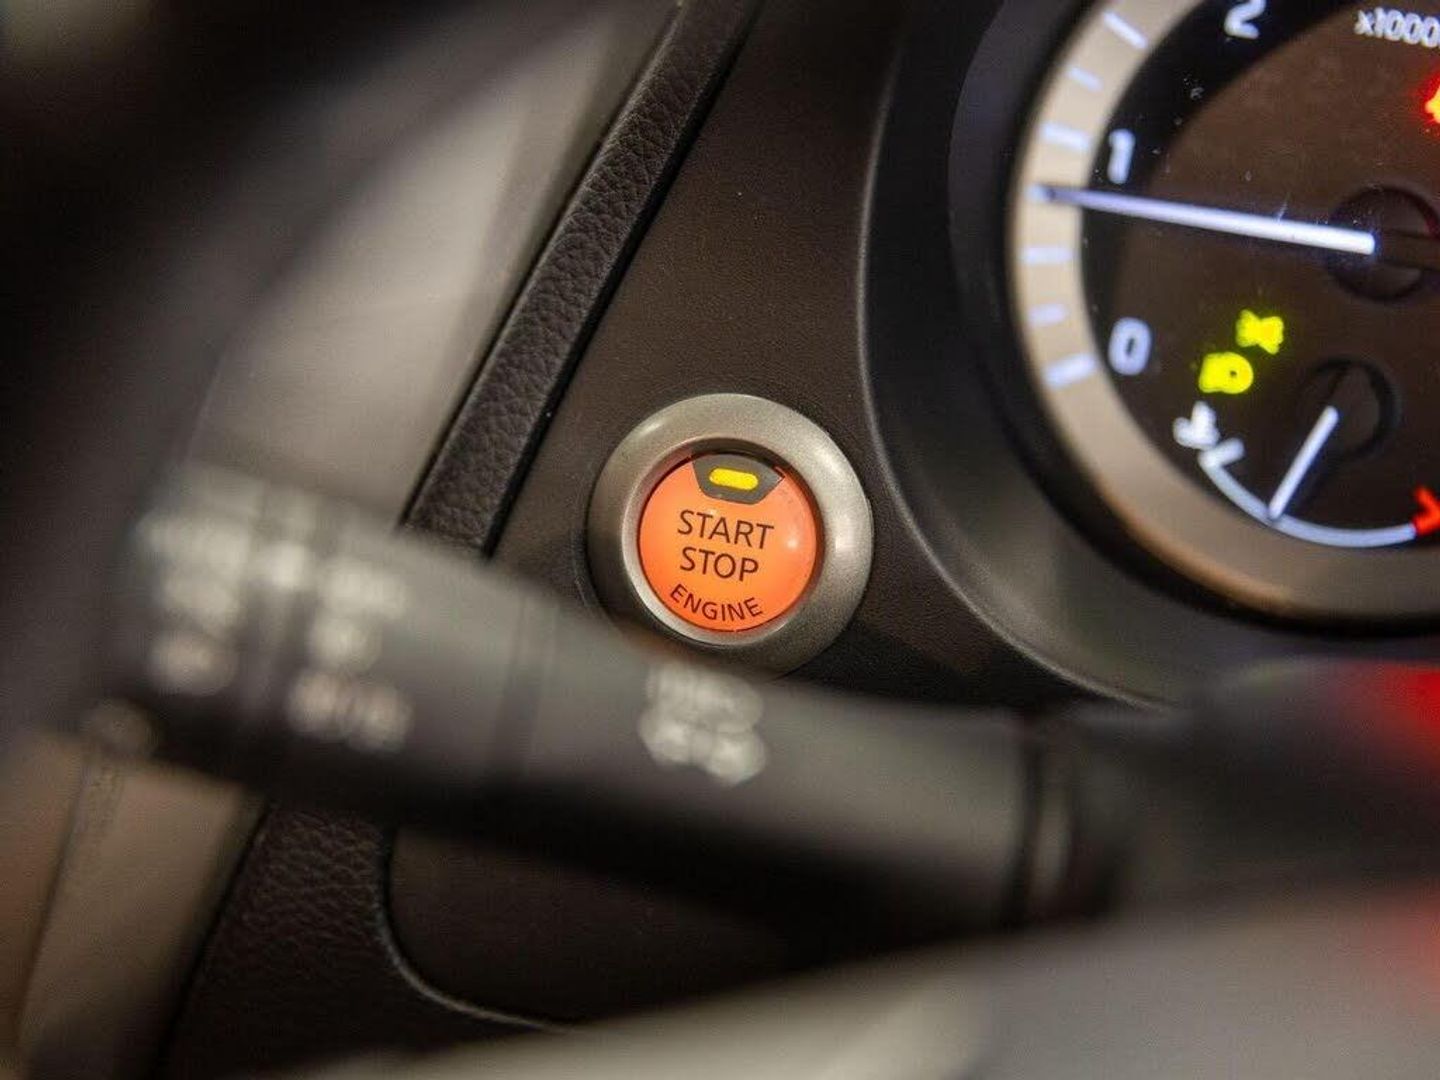 2
x1000
1
0
START
STOP
ENGINE